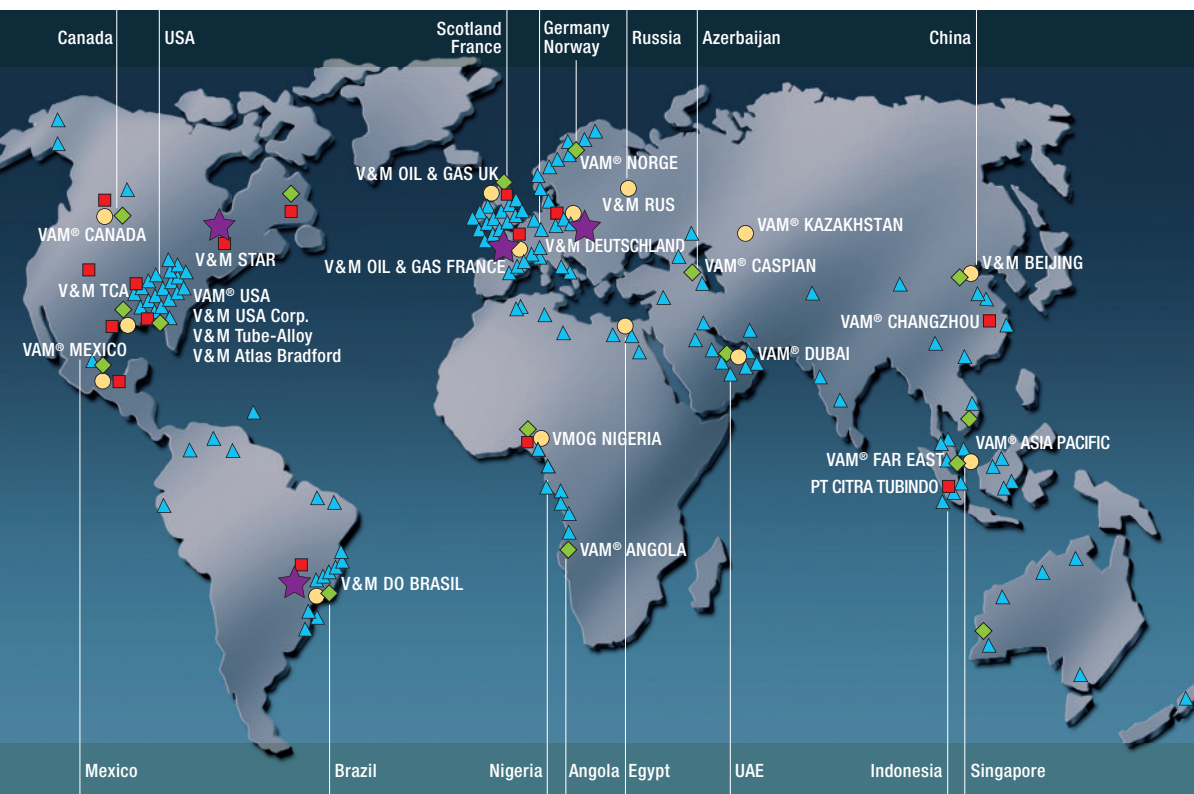 Canada
USA
Scotland
France
Germany
Norway
Russia
Azerbaijan
China
V&M OIL & GAS UK
VAM® NORGE
V&M RUS
VAM® CANADA
VAM® KAZAKHSTAN
V&M STAR
V&M DEUTSCHLAND
V&M OIL & GAS FRANCE
VAM® CASPIAN
V&M BEIJING
V&M TCA
VAM® USA
V&M USA Corp.
V&M Tube-Alloy
V&M Atlas Bradford
VAM® CHANGZHOU
VAM® MEXICO
VAM® DUBAI
VMOG NIGERIA
VAM® ASIA PACIFIC
VAM® FAR EAST
PT CITRA TUBINDO
VAM® ANGOLA
V&M DO BRASIL
Mexico
Brazil
Nigeria
Angola
Egypt
UAE
Indonesia
Singapore